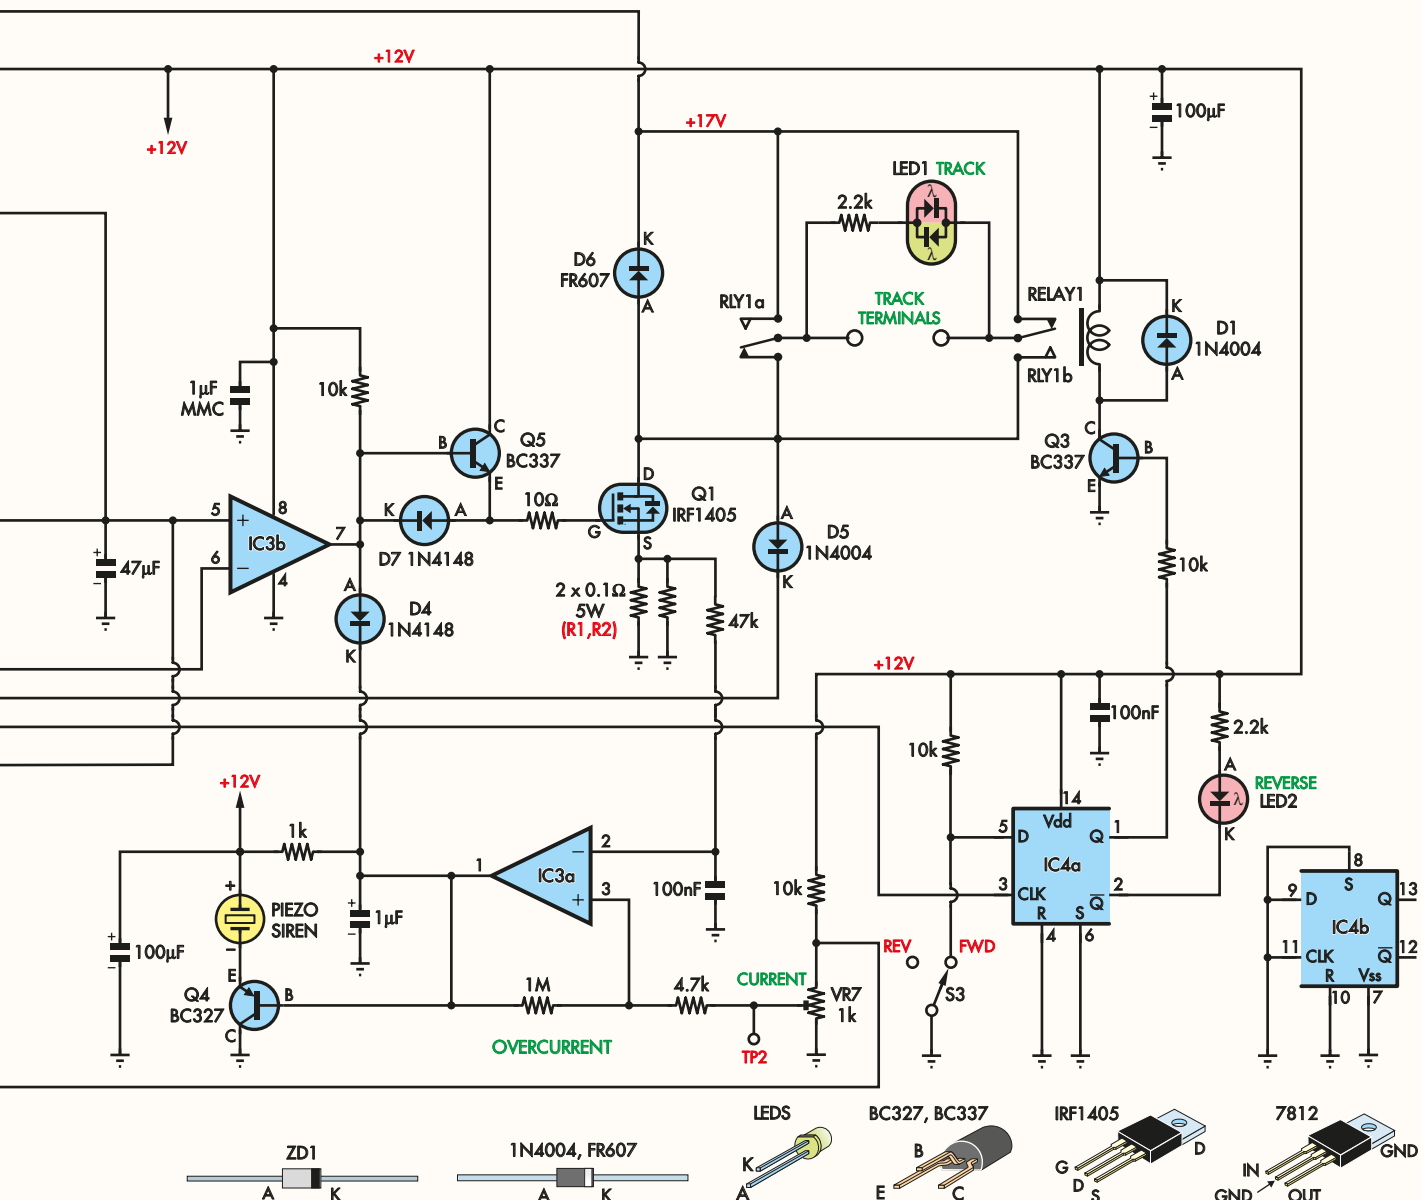 +12V
+12V
100µF
+17V
LED1 TRACK
2.2k
K
D6
FR607
A
RLY1a
TRACK
TERMINALS
RELAY1
RLY1b
K
D1
1N4004
A
1µF
MMC
10k
B
C
Q5
BC337
E
C
Q3
BC337
B
E
5
+
8
IC3b
7
6
−
4
K
A
D7 1N4148
10Ω
D
Q1
IRF1405
G
S
A
D5
1N4004
K
10k
+
47µF
−
A
D4
1N4148
K
2 x 0.1Ω
5W
(R1,R2)
47k
+12V
10k
100nF
2.2k
A
REVERSE
LED2
λ
K
+12V
1k
1
IC3a
2
−
3
+
100nF
10k
5
D
14
Vdd
Q
1
IC4a
3
CLK
2
Q
R
S
4
6
8
S
9
D
Q
13
IC4b
11
CLK
Q
12
R
Vss
10
7
+
PIEZO
SIREN
−
+
1µF
−
+
100µF
−
E
Q4
BC327
B
C
1M
4.7k
CURRENT
VR7
1k
OVERCURRENT
TP2
REV
FWD
S3
ZD1
A
K
1N4004, FR607
A
K
LEDS
K
A
BC327, BC337
B
E
C
IRF1405
G
D
S
D
7812
IN
GND
OUT
GND